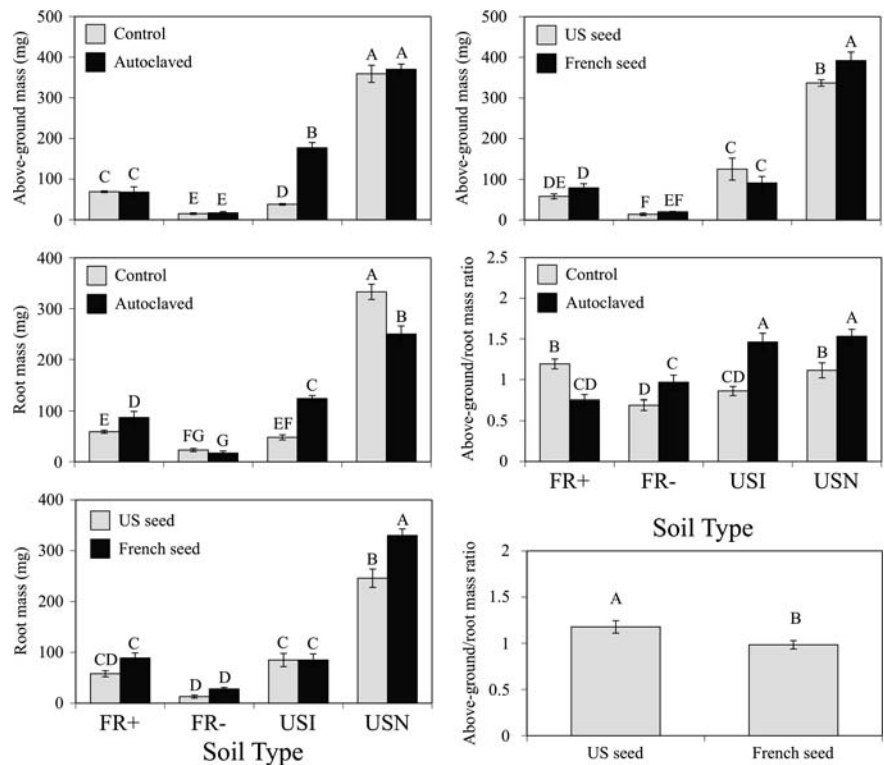 500
400
300
200
100
0
Above-ground mass (mg)
Control
Autoclaved
C C
E E
D
B
A A
500
400
300
200
100
0
Above-ground mass (mg)
US seed
French seed
DE D
F EF
C C
B
A
400
300
200
100
0
Root mass (mg)
Control
Autoclaved
E D
FG G
EF C
A
B
2.5
2
1.5
1
0.5
0
Above-ground/root mass ratio
Control
Autoclaved
B
CD
D
C
CD
A
B
A
FR+ FR- USI USN
Soil Type
400
300
200
100
0
Root mass (mg)
US seed
French seed
CD C
D D
C C
B
A
FR+ FR- USI USN
Soil Type
2
1.5
1
0.5
0
Above-ground/root mass ratio
A
B
US seed French seed